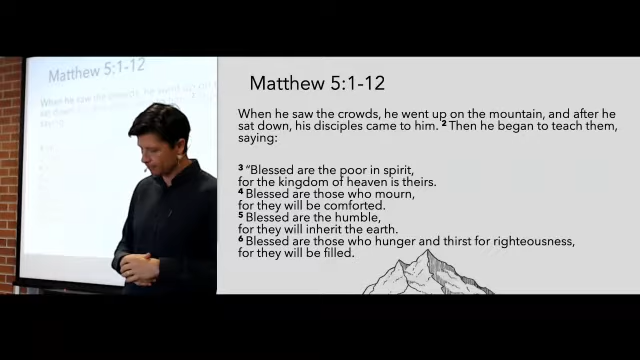 Matthew 5:1-12
When he saw the crowds, he went up on
sat down,
saying
Matthew 5:1-12
When he saw the crowds, he went up on the mountain, and after he
sat down, his disciples came to him. 2 Then he began to teach them,
saying:
3 “Blessed are the poor in spirit,
for the kingdom of heaven is theirs.
4 Blessed are those who mourn,
for they will be comforted.
5 Blessed are the humble,
for they will inherit the earth.
6 Blessed are those who hunger and thirst for righteousness,
for they will be filled.